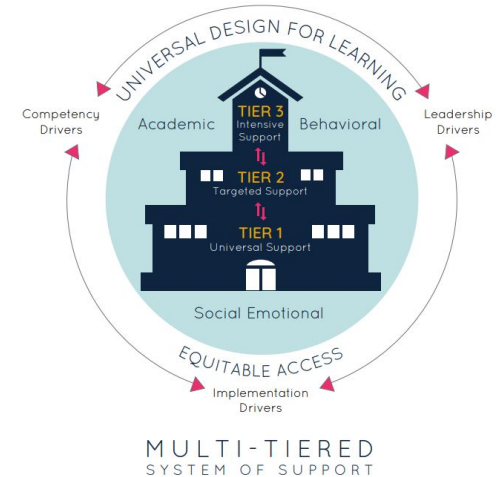 UNIVERSAL DESIGN FOR LEARNING
Competency
Drivers
Leadership
Drivers
Academic
Behavioral
TIER 3
Intensive
Support
TIER 2
Targeted Support
TIER 1
Universal Support
Social Emotional
EQUITABLE ACCESS
Implementation
Drivers
MULTI-TIERED
SYSTEM OF SUPPORT